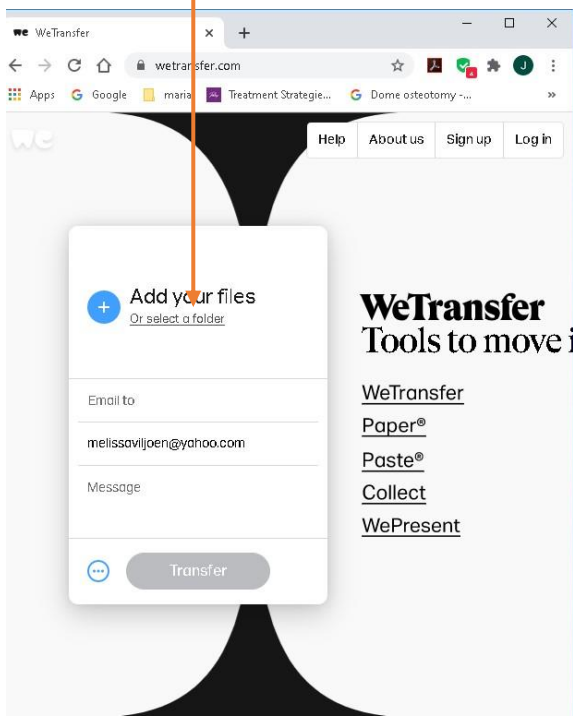 we WeTransfer
wetransfer.com
J
Apps Google maria Treatment Strategie... Dome osteotomy -... »
we Help About us Sign up Log in
Add your files
Or select a folder
WeTransfer
Tools to move i
Email to
melissaviljoen@yahoo.com
Message
WeTransfer
Paper®
Paste®
Collect
WePresent
Transfer